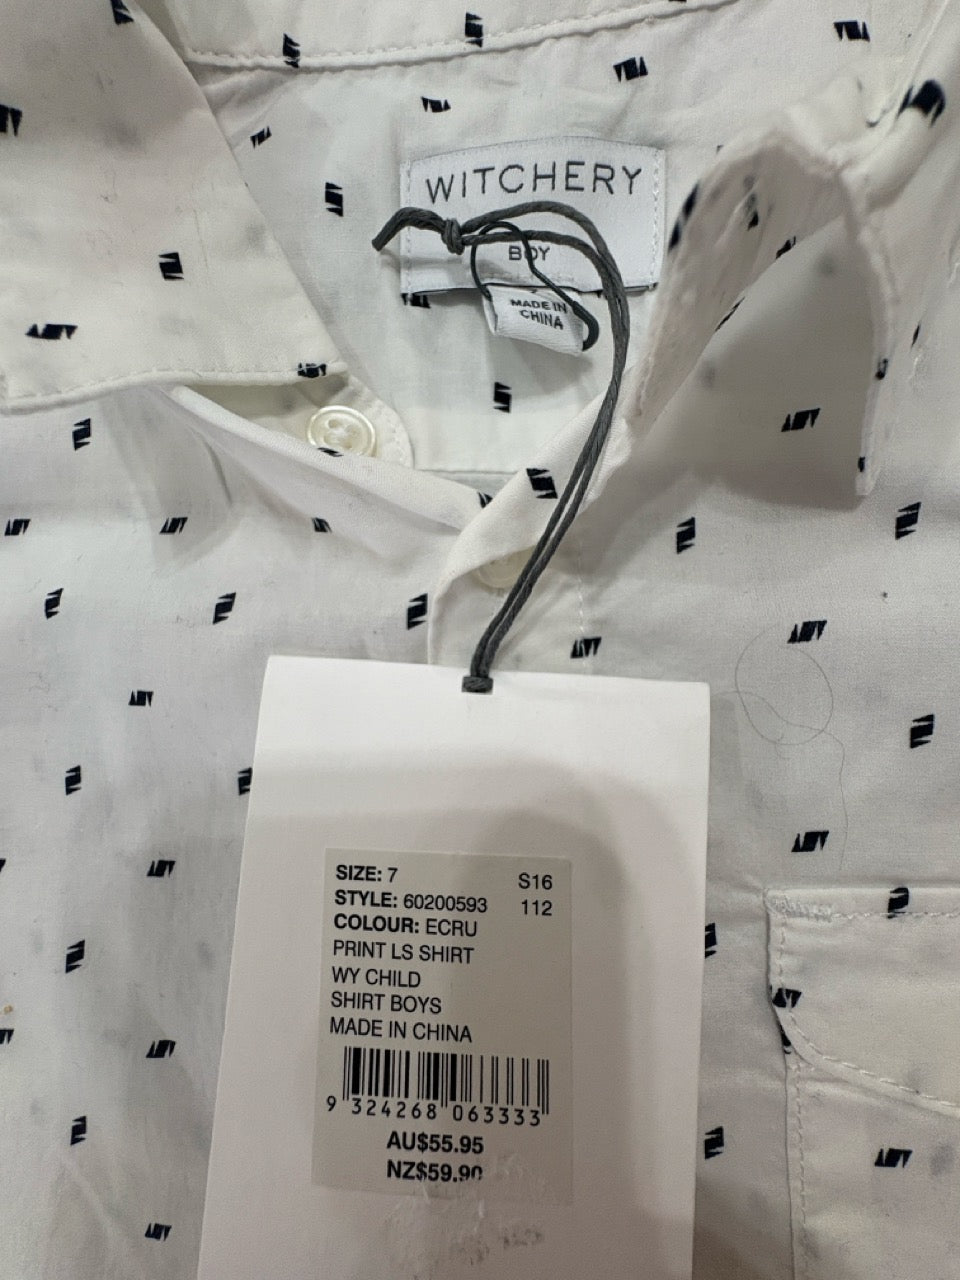 WITCHERY
BOY
7
MADE IN
CHINA
SIZE: 7
S16
STYLE: 60200593
112
COLOUR: ECRU
PRINT LS SHIRT
WY CHILD
SHIRT BOYS
MADE IN CHINA
9 324268 063333
AU$55.95
NZ$59.90